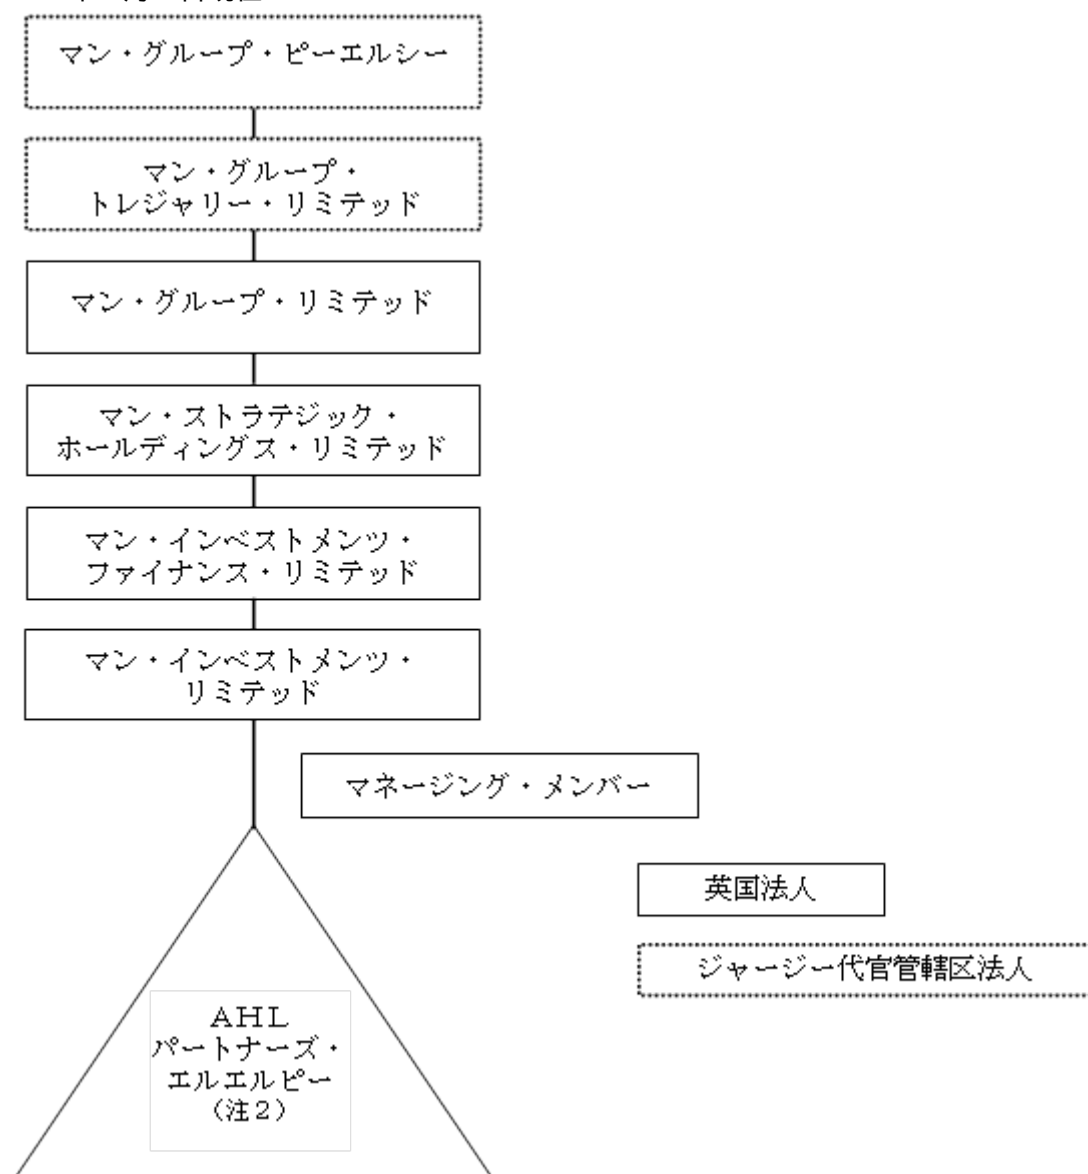 マン・グループ・ピーエルシー
マン・グループ・
トレジャリー・リミテッド
マン・グループ・リミテッド
マン・ストラテジック・
ホールディングス・リミテッド
マン・インベストメンツ・
ファイナンス・リミテッド
マン・インベストメンツ・
リミテッド
マネージング・メンバー
英国法人
ジャージー代官管轄区法人
ＡＨＬ
パートナーズ・
エルエルピー
（注２）